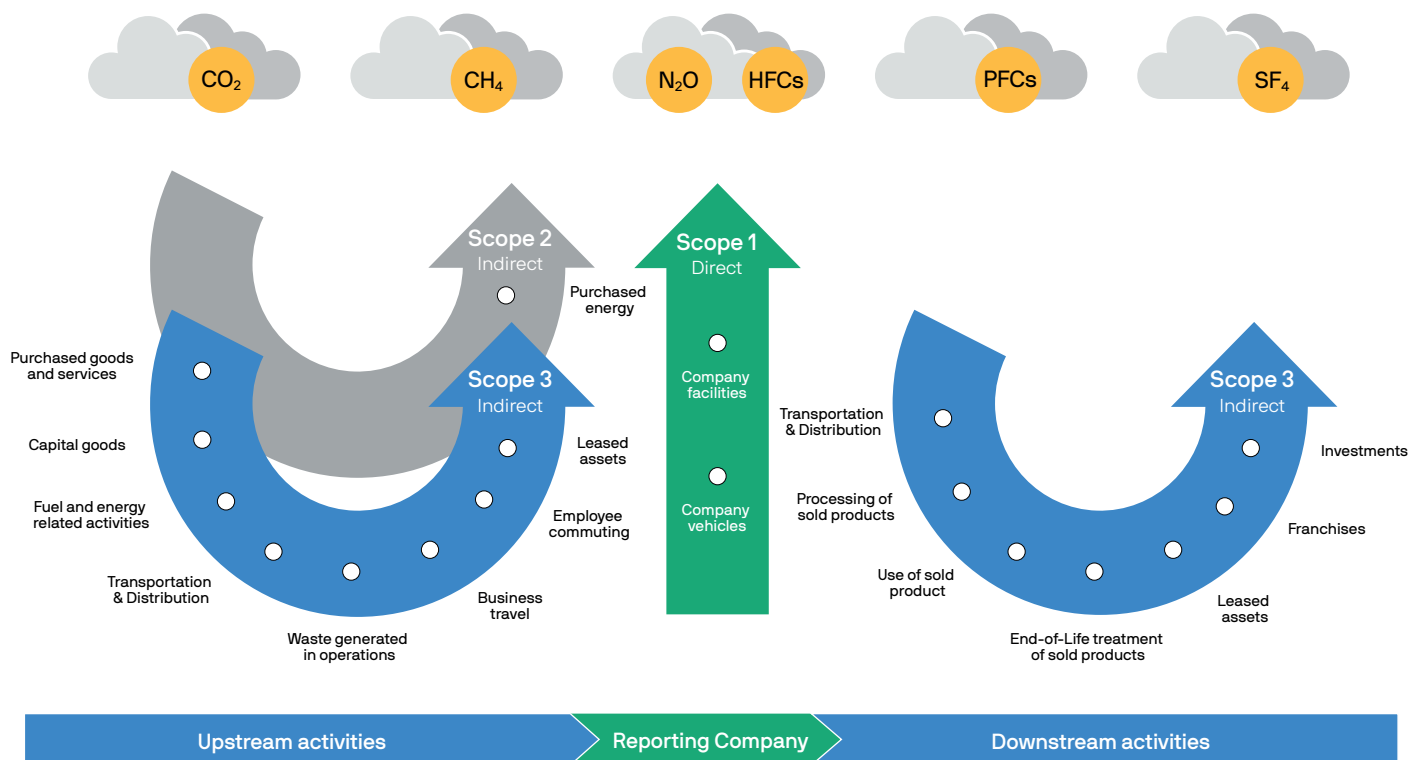 CO₂
CH₄
N₂O
HFCs
PFCs
SF₄
Scope 2
Indirect
Purchased
energy
Scope 1
Direct
Company
facilities
Company
vehicles
Scope 3
Indirect
Purchased goods
and services
Capital goods
Fuel and energy
related activities
Transportation
& Distribution
Waste generated
in operations
Business
travel
Employee
commuting
Leased
assets
Scope 3
Indirect
Transportation
& Distribution
Processing of
sold products
Use of sold
product
End-of-Life treatment
of sold products
Leased
assets
Franchises
Investments
Upstream activities
Reporting Company
Downstream activities